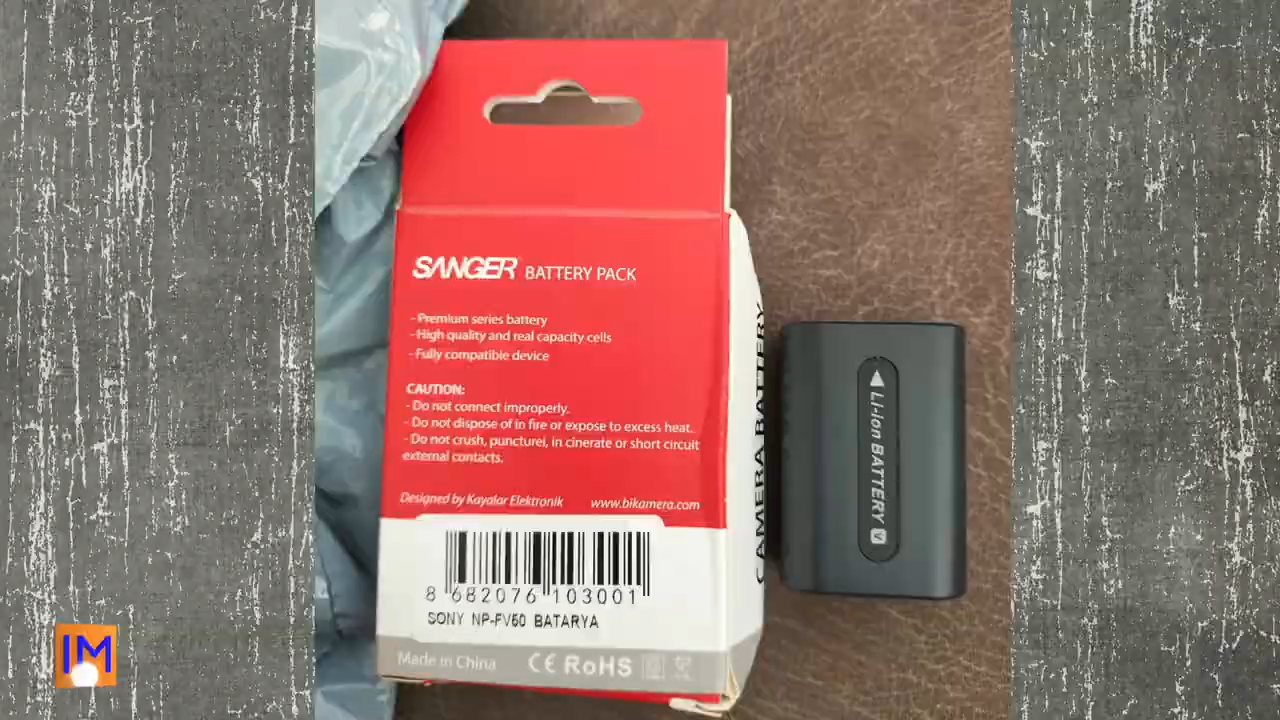 SANGER BATTERY PACK
- Premium series battery
- High quality and real capacity cells
- Fully compatible device
CAUTION:
- Do not connect improperly.
- Do not dispose of in fire or expose to excess heat.
- Do not crush, puncturei, in cinerate or short circuit
external contacts.
Designed by Kayalar Elektronik www.bikamera.com
8 682076 103001
SONY NP-FV60 BATARYA
Made in China CE RoHS
CAMERA BATTERY
Li-ion BATTERY V
IM